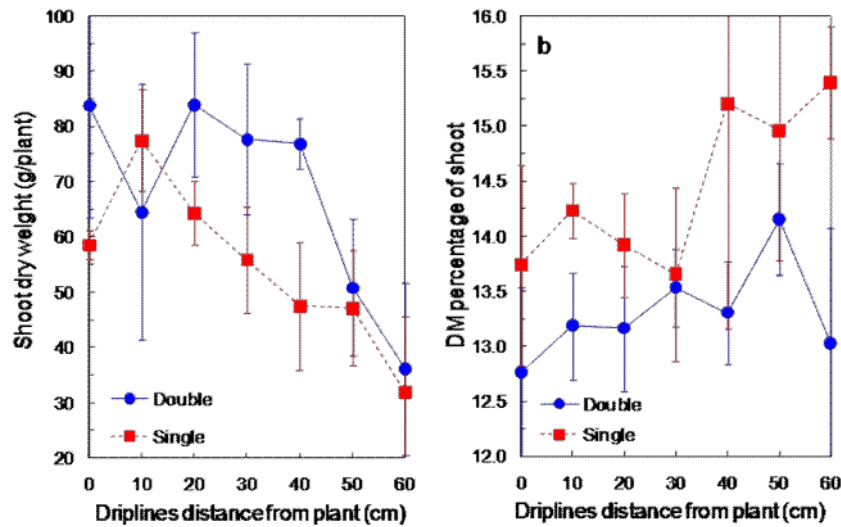 Shoot dry weight (g/plant)
100
90
80
70
60
50
40
30
20
Double
Single
0 10 20 30 40 50 60
Driplines distance from plant (cm)
b
DM percentage of shoot
16.0
15.5
15.0
14.5
14.0
13.5
13.0
12.5
12.0
Double
Single
0 10 20 30 40 50 60
Driplines distance from plant (cm)